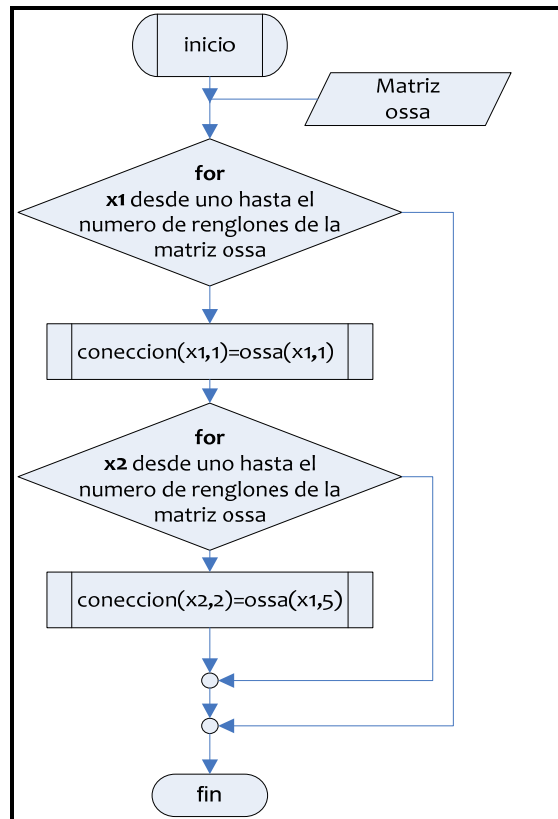 inicio
Matriz
ossa
for
x1 desde uno hasta el
numero de renglones de la
matriz ossa
coneccion(x1,1)=ossa(x1,1)
for
x2 desde uno hasta el
numero de renglones de la
matriz ossa
coneccion(x2,2)=ossa(x1,5)
fin